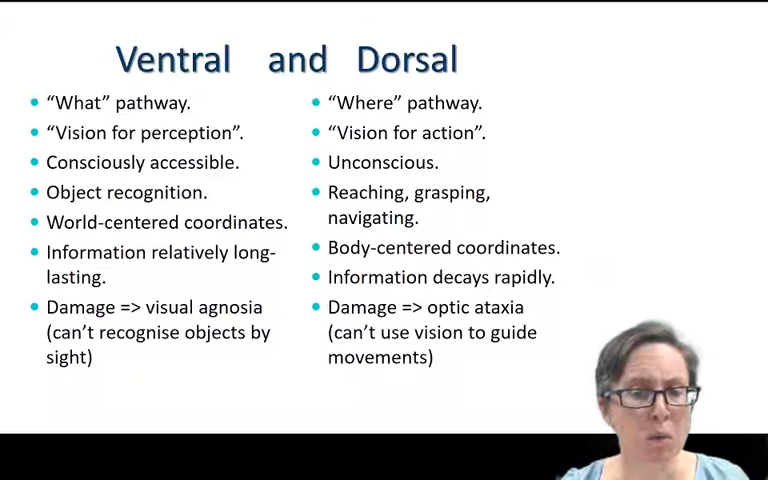 Ventral and Dorsal
• “What” pathway.
• “Vision for perception”.
• Consciously accessible.
• Object recognition.
• World-centered coordinates.
• Information relatively long-
lasting.
• Damage => visual agnosia
(can’t recognise objects by
sight)
• “Where” pathway.
• “Vision for action”.
• Unconscious.
• Reaching, grasping,
navigating.
• Body-centered coordinates.
• Information decays rapidly.
• Damage => optic ataxia
(can’t use vision to guide
movements)